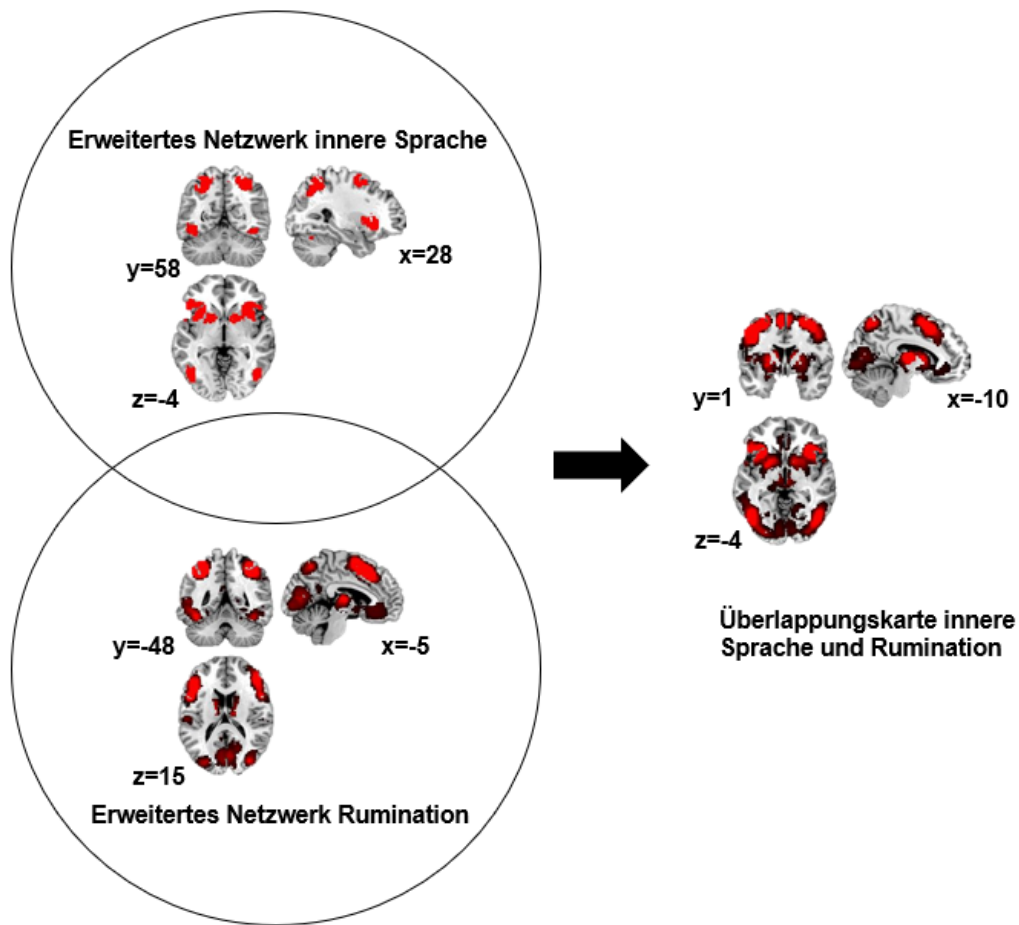 Erweitertes Netzwerk innere Sprache
y=58
x=28
z=-4
y=-48
x=-5
z=15
Erweitertes Netzwerk Rumination
y=1
x=-10
z=-4
Überlappungskarte innere
Sprache und Rumination